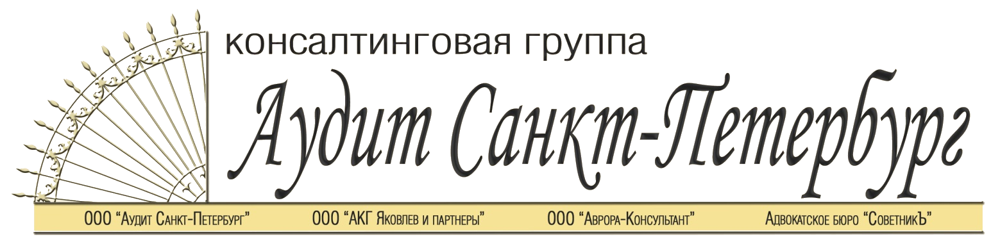 консалтинговая группа
Аудит Санкт-Петербург
ООО “Аудит Санкт-Петербург” ООО “АКГ Яковлев и партнеры” ООО “Аврора-Консультант” Адвокатское бюро “СоветникЪ”